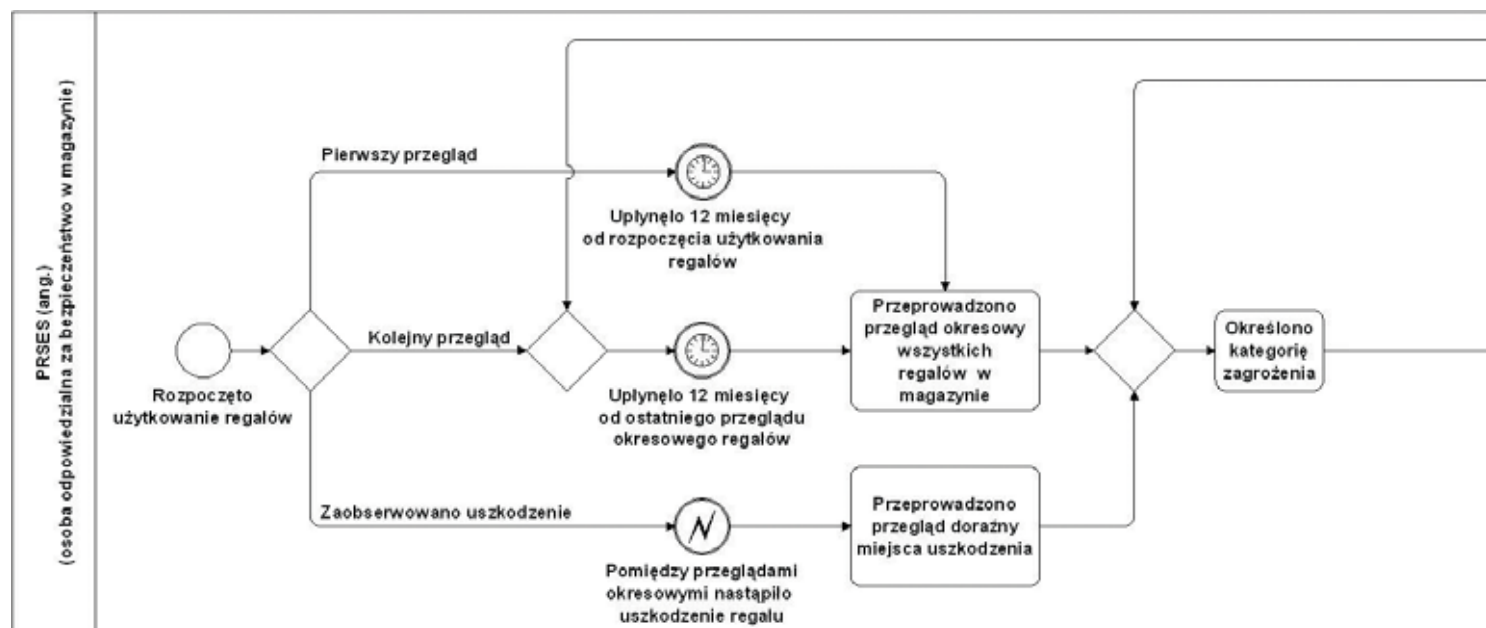 PRSES (ang.)
(osoba odpowiedzialna za bezpieczeństwo w magazynie)
Rozpoczęto
użytkowanie regałów
Pierwszy przegląd
Kolejny przegląd
Zaobserwowano uszkodzenie
Upłynęło 12 miesięcy
od rozpoczęcia użytkowania
regałów
Upłynęło 12 miesięcy
od ostatniego przeglądu
okresowego regałów
Pomiędzy przeglądami
okresowymi nastąpiło
uszkodzenie regału
Przeprowadzono
przegląd okresowy
wszystkich
regałów w
magazynie
Przeprowadzono
przegląd doraźny
miejsca uszkodzenia
Określono
kategorię
zagrożenia